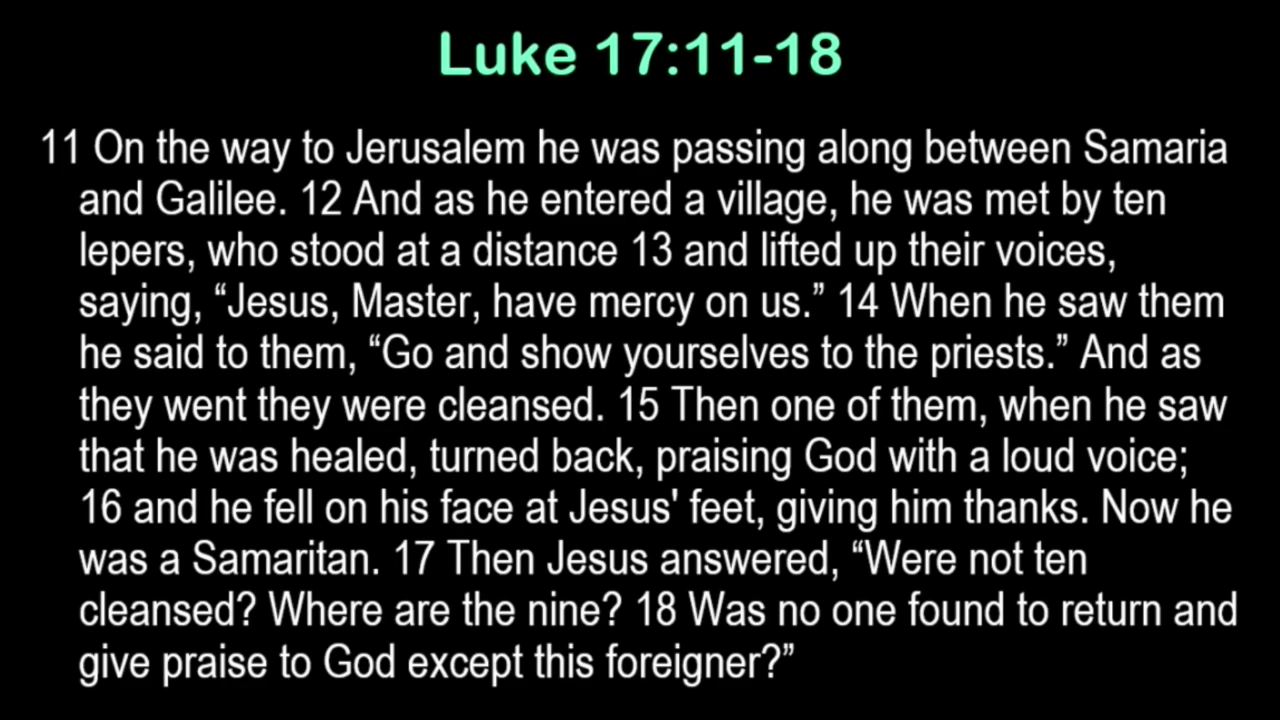 Luke 17:11-18
11 On the way to Jerusalem he was passing along between Samaria
and Galilee. 12 And as he entered a village, he was met by ten
lepers, who stood at a distance 13 and lifted up their voices,
saying, “Jesus, Master, have mercy on us.” 14 When he saw them
he said to them, “Go and show yourselves to the priests.” And as
they went they were cleansed. 15 Then one of them, when he saw
that he was healed, turned back, praising God with a loud voice;
16 and he fell on his face at Jesus' feet, giving him thanks. Now he
was a Samaritan. 17 Then Jesus answered, “Were not ten
cleansed? Where are the nine? 18 Was no one found to return and
give praise to God except this foreigner?”